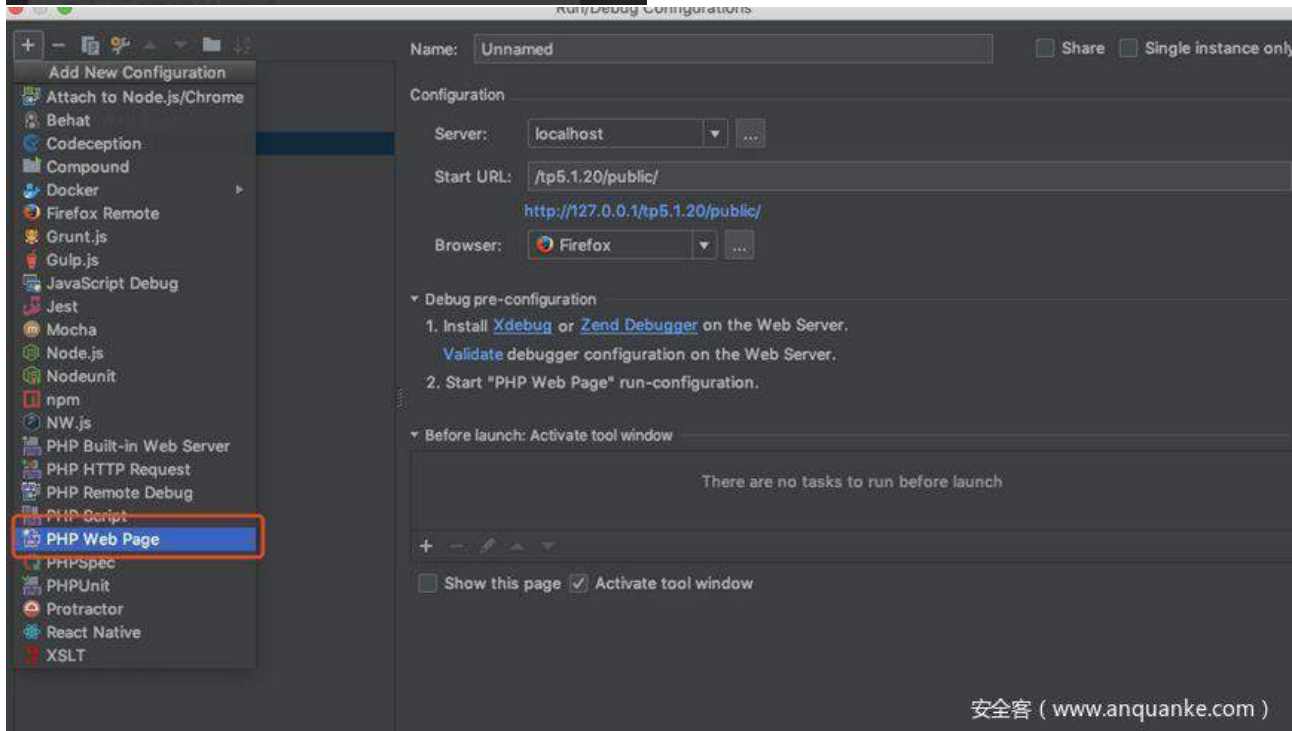 Run/Debug Configurations
Add New Configuration
Attach to Node.js/Chrome
Behat
Codeception
Compound
Docker
Firefox Remote
Grunt.js
Gulp.js
JavaScript Debug
Jest
Mocha
Node.js
Nodeunit
npm
NW.js
PHP Built-in Web Server
PHP HTTP Request
PHP Remote Debug
PHP Script
PHP Web Page
PHPSpec
PHPUnit
Protractor
React Native
XSLT
Name: Unnamed Share Single instance only
Configuration
Server: localhost
Start URL: /tp5.1.20/public/
http://127.0.0.1/tp5.1.20/public/
Browser: Firefox
Debug pre-configuration
1. Install Xdebug or Zend Debugger on the Web Server.
Validate debugger configuration on the Web Server.
2. Start "PHP Web Page" run-configuration.
Before launch: Activate tool window
There are no tasks to run before launch
Show this page Activate tool window
安全客 ( www.anquanke.com )